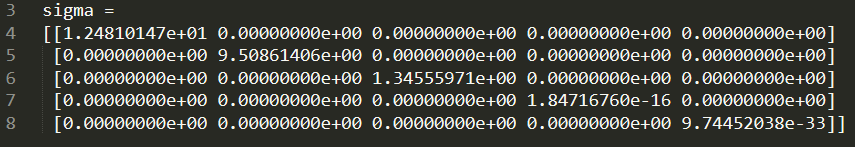 3 sigma =
4 [[1.24810147e+01 0.00000000e+00 0.00000000e+00 0.00000000e+00 0.00000000e+00]
5 [0.00000000e+00 9.50861406e+00 0.00000000e+00 0.00000000e+00 0.00000000e+00]
6 [0.00000000e+00 0.00000000e+00 1.34555971e+00 0.00000000e+00 0.00000000e+00]
7 [0.00000000e+00 0.00000000e+00 0.00000000e+00 1.84716760e-16 0.00000000e+00]
8 [0.00000000e+00 0.00000000e+00 0.00000000e+00 0.00000000e+00 9.74452038e-33]]